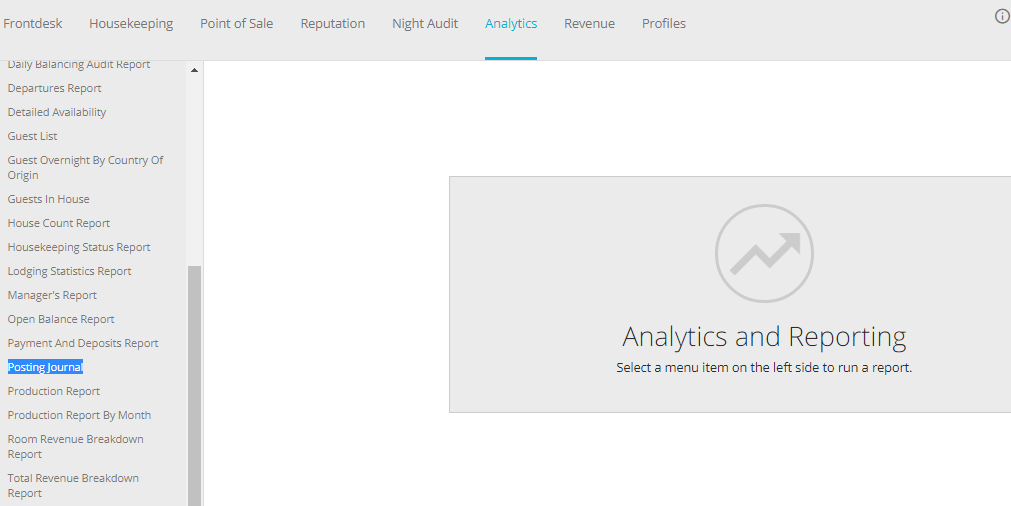 Frontdesk Housekeeping Point of Sale Reputation Night Audit Analytics Revenue Profiles
Daily Balancing Audit Report
Departures Report
Detailed Availability
Guest List
Guest Overnight By Country Of
Origin
Guests In House
House Count Report
Housekeeping Status Report
Lodging Statistics Report
Manager's Report
Open Balance Report
Payment And Deposits Report
Posting Journal
Production Report
Production Report By Month
Room Revenue Breakdown
Report
Total Revenue Breakdown
Report
Analytics and Reporting
Select a menu item on the left side to run a report.